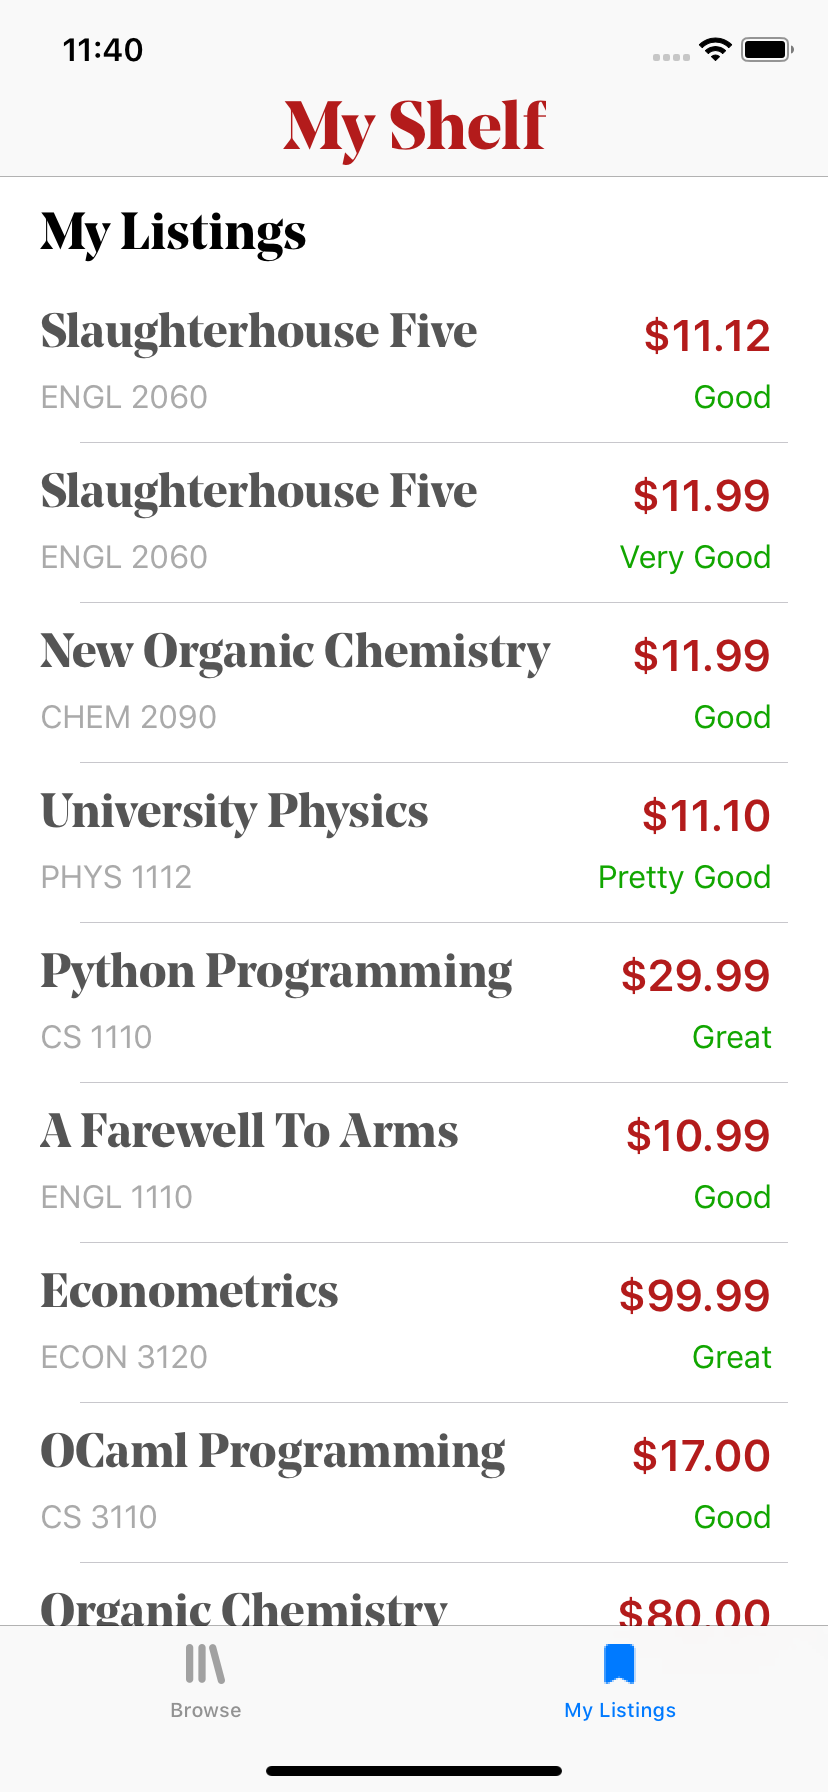 11:40
My Shelf
My Listings
Slaughterhouse Five $11.12
ENGL 2060 Good
Slaughterhouse Five $11.99
ENGL 2060 Very Good
New Organic Chemistry $11.99
CHEM 2090 Good
University Physics $11.10
PHYS 1112 Pretty Good
Python Programming $29.99
CS 1110 Great
A Farewell To Arms $10.99
ENGL 1110 Good
Econometrics $99.99
ECON 3120 Great
OCaml Programming $17.00
CS 3110 Good
Organic Chemistry $80.00
Browse My Listings